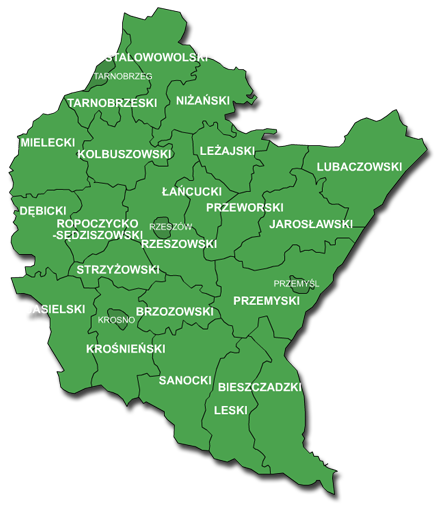 STALOWOWOLSKI
TARNOBRZEG
TARNOBRZESKI
NIŻAŃSKI
MIELECKI
KOLBUSZOWSKI
LEŻAJSKI
LUBACZOWSKI
ŁAŃCUCKI
DĘBICKI
PRZEWORSKI
ROPOCZYCKO
-SĘDZISZOWSKI
RZESZÓW
JAROSŁAWSKI
RZESZOWSKI
STRZYŻOWSKI
PRZEMYŚL
PRZEMYSKI
JASIELSKI
KROSNO
BRZOZOWSKI
KROŚNIEŃSKI
SANOCKI
BIESZCZADZKI
LESKI